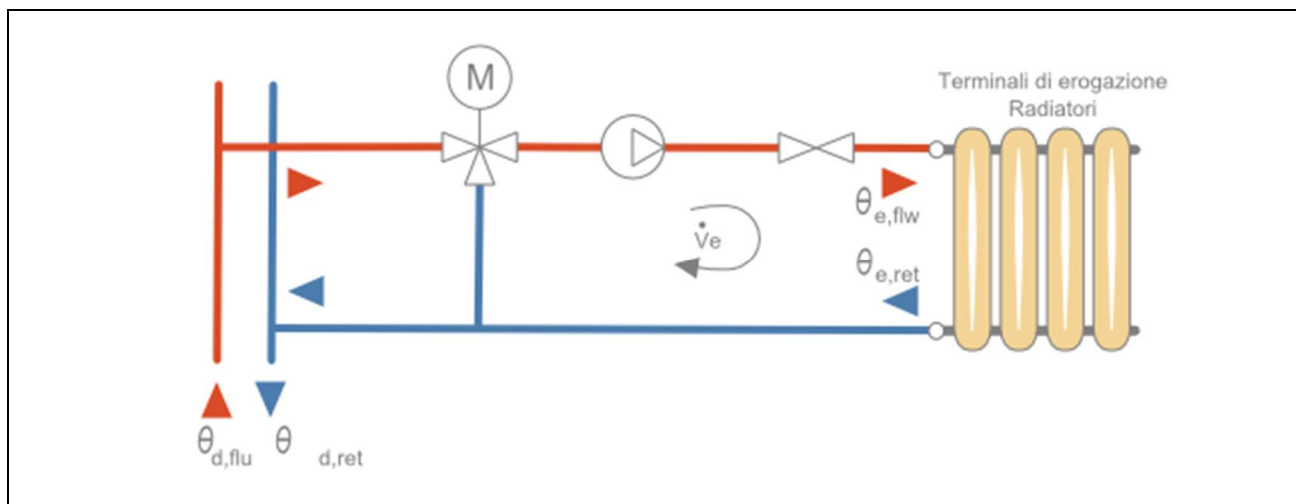 M
Terminali di erogazione
Radiatori
θe,flw
V̇e
θe,ret
θd,flu θ d,ret